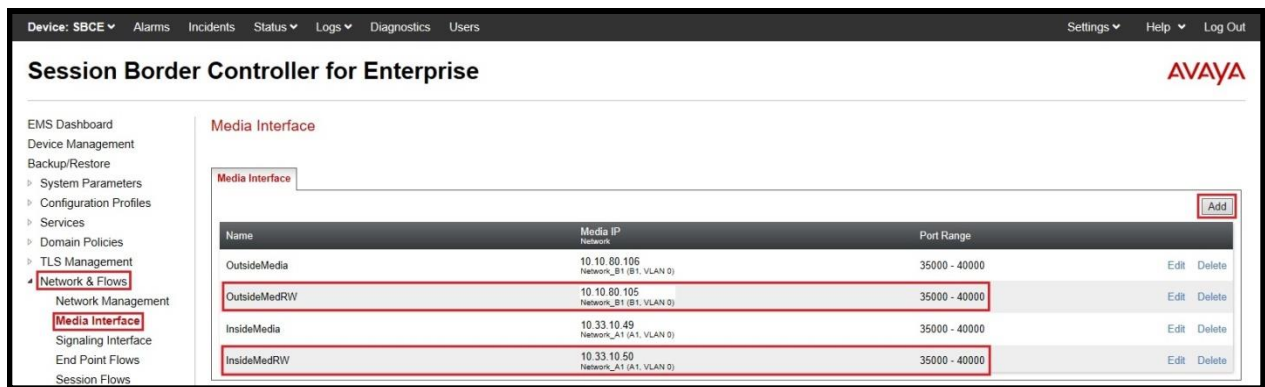 Device: SBCE Alarms Incidents Status Logs Diagnostics Users Settings Help Log Out
Session Border Controller for Enterprise
AVAYA
EMS Dashboard
Device Management
Backup/Restore
System Parameters
Configuration Profiles
Services
Domain Policies
TLS Management
Network & Flows
Network Management
Media Interface
Signaling Interface
End Point Flows
Session Flows
Media Interface
Media Interface
Add
Name Media IP Port Range
Network
OutsideMedia 10.10.80.106 35000 - 40000 Edit Delete
Network_B1 (B1, VLAN 0)
OutsideMedRW 10.10.80.105 35000 - 40000 Edit Delete
Network_B1 (B1, VLAN 0)
InsideMedia 10.33.10.49 35000 - 40000 Edit Delete
Network_A1 (A1, VLAN 0)
InsideMedRW 10.33.10.50 35000 - 40000 Edit Delete
Network_A1 (A1, VLAN 0)